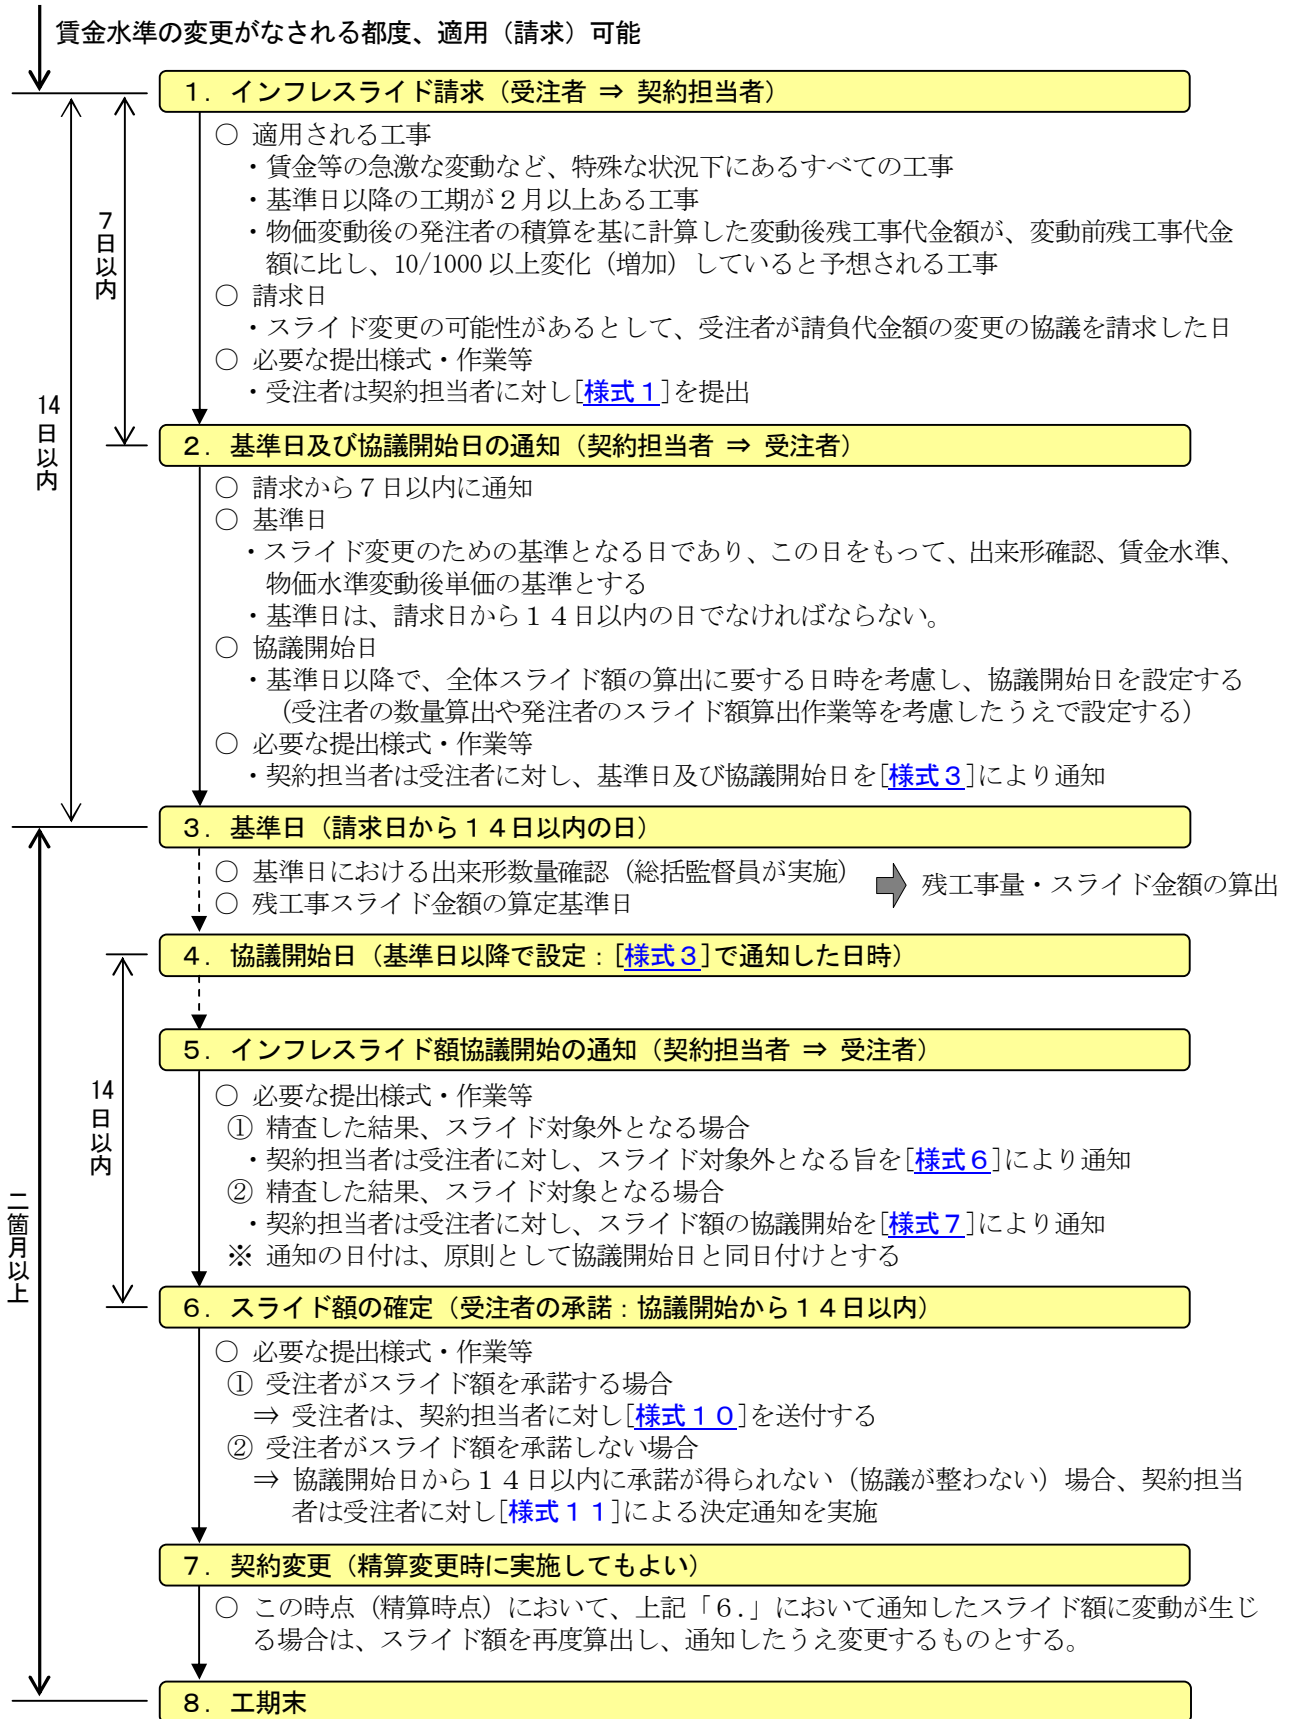 賃金水準の変更がなされる都度、適用（請求）可能
１．インフレスライド請求（受注者 ⇒ 契約担当者）
○ 適用される工事
・賃金等の急激な変動など、特殊な状況下にあるすべての工事
・基準日以降の工期が２月以上ある工事
・物価変動後の発注者の積算を基に計算した変動後残工事代金額が、変動前残工事代金
額に比し、10/1000 以上変化（増加）していると予想される工事
○ 請求日
・スライド変更の可能性があるとして、受注者が請負代金額の変更の協議を請求した日
○ 必要な提出様式・作業等
・受注者は契約担当者に対し[様式１]を提出
７日以内
14日以内
２．基準日及び協議開始日の通知（契約担当者 ⇒ 受注者）
○ 請求から７日以内に通知
○ 基準日
・スライド変更のための基準となる日であり、この日をもって、出来形確認、賃金水準、
物価水準変動後単価の基準とする
・基準日は、請求日から１４日以内の日でなければならない。
○ 協議開始日
・基準日以降で、全体スライド額の算出に要する日時を考慮し、協議開始日を設定する
（受注者の数量算出や発注者のスライド額算出作業等を考慮したうえで設定する）
○ 必要な提出様式・作業等
・契約担当者は受注者に対し、基準日及び協議開始日を[様式３]により通知
３．基準日（請求日から１４日以内の日）
○ 基準日における出来形数量確認（総括監督員が実施）
○ 残工事スライド金額の算定基準日
残工事量・スライド金額の算出
４．協議開始日（基準日以降で設定：[様式３]で通知した日時）
５．インフレスライド額協議開始の通知（契約担当者 ⇒ 受注者）
○ 必要な提出様式・作業等
① 精査した結果、スライド対象外となる場合
・契約担当者は受注者に対し、スライド対象外となる旨を[様式６]により通知
② 精査した結果、スライド対象となる場合
・契約担当者は受注者に対し、スライド額の協議開始を[様式７]により通知
※ 通知の日付は、原則として協議開始日と同日付けとする
14日以内
二箇月以上
６．スライド額の確定（受注者の承諾：協議開始から１４日以内）
○ 必要な提出様式・作業等
① 受注者がスライド額を承諾する場合
⇒ 受注者は、契約担当者に対し[様式１０]を送付する
② 受注者がスライド額を承諾しない場合
⇒ 協議開始日から１４日以内に承諾が得られない（協議が整わない）場合、契約担当
者は受注者に対し[様式１１]による決定通知を実施
７．契約変更（精算変更時に実施してもよい）
○ この時点（精算時点）において、上記「６.」において通知したスライド額に変動が生じ
る場合は、スライド額を再度算出し、通知したうえ変更するものとする。
８．工期末